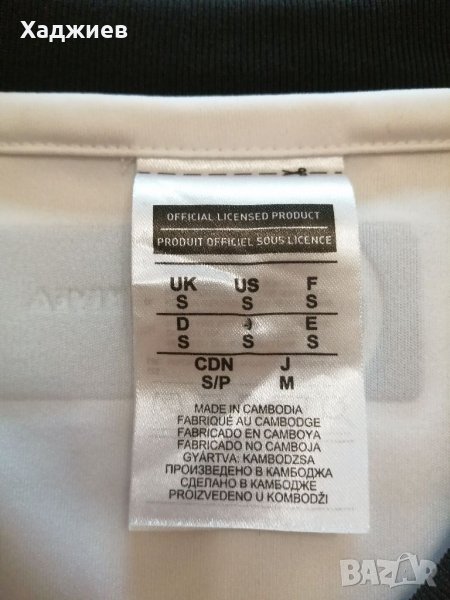 Хаджиев
OFFICIAL LICENSED PRODUCT
PRODUIT OFFICIEL SOUS LICENCE
UK US F
S S S
D E
S S S
CDN J
S/P M
MADE IN CAMBODIA
FABRIQUÉ AU CAMBODGE
FABRICADO EN CAMBOYA
FABRICADO NO CAMBOJA
GYÁRTVA: KAMBODZSA
ПРОИЗВЕДЕНО В КАМБОДЖА
СДЕЛАНО В КАМБОДЖЕ
PROIZVEDENO U KOMBODŽI
BAZAR